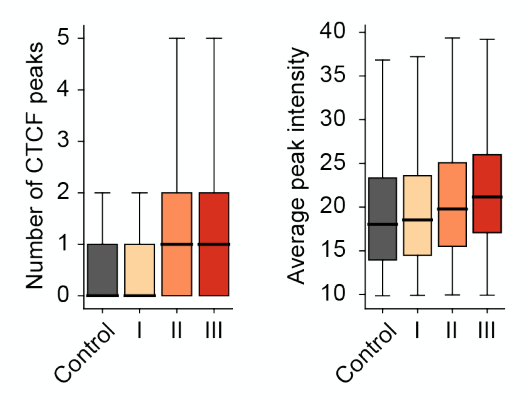 Number of CTCF peaks
5
4
3
2
1
0
Control
I
II
III
Average peak intensity
40
35
30
25
20
15
10
Control
I
II
III